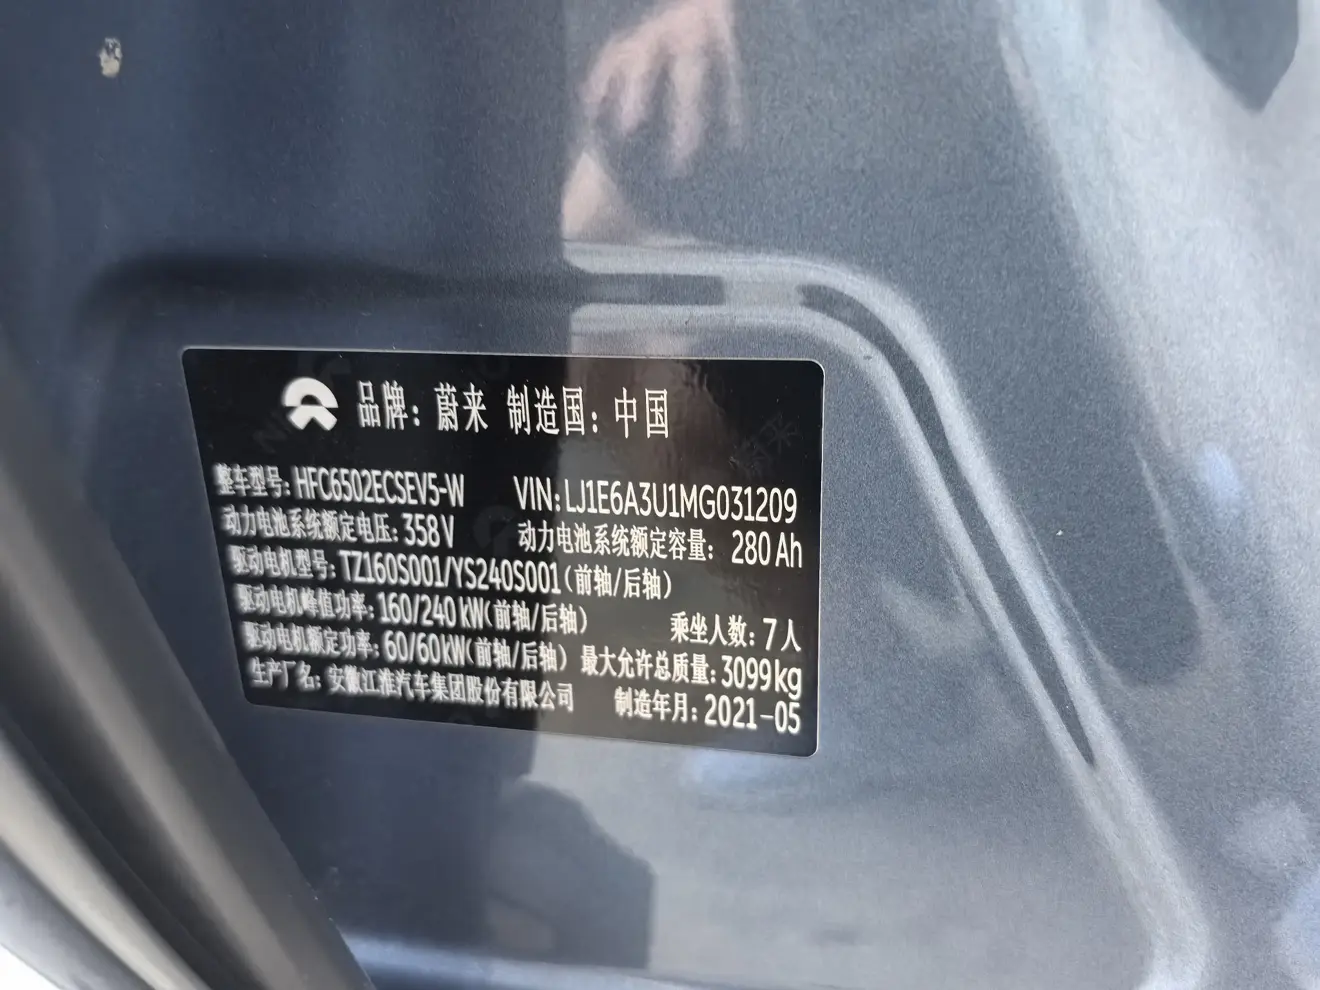 品牌：蔚来 制造国：中国
整车型号：HFC6502ECSEV5-W VIN：LJ1E6A3U1MG031209
动力电池系统额定电压：358V 动力电池系统额定容量：280Ah
驱动电机型号：TZ160S001/YS240S001（前轴/后轴）
驱动电机峰值功率：160/240kW（前轴/后轴） 乘坐人数：7人
驱动电机额定功率：60/60kW（前轴/后轴） 最大允许总质量：3099kg
生产厂名：安徽江淮汽车集团股份有限公司 制造年月：2021-05